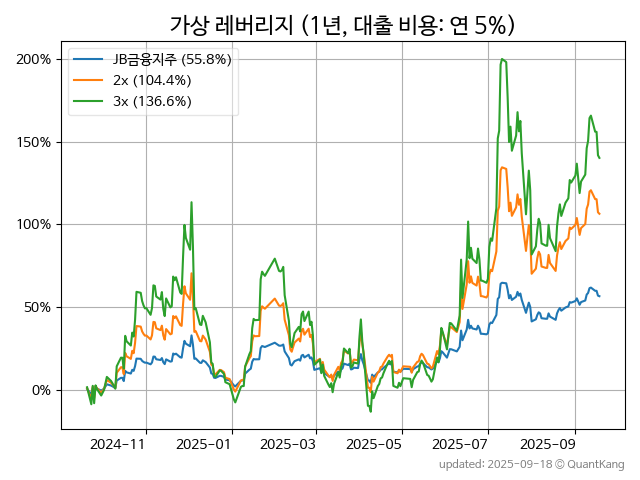 가상 레버리지 (1년, 대출 비용: 연 5%)
JB금융지주 (55.8%)
2x (104.4%)
3x (136.6%)
200%
150%
100%
50%
0%
2024-11 2025-01 2025-03 2025-05 2025-07 2025-09
updated: 2025-09-18 © QuantKang